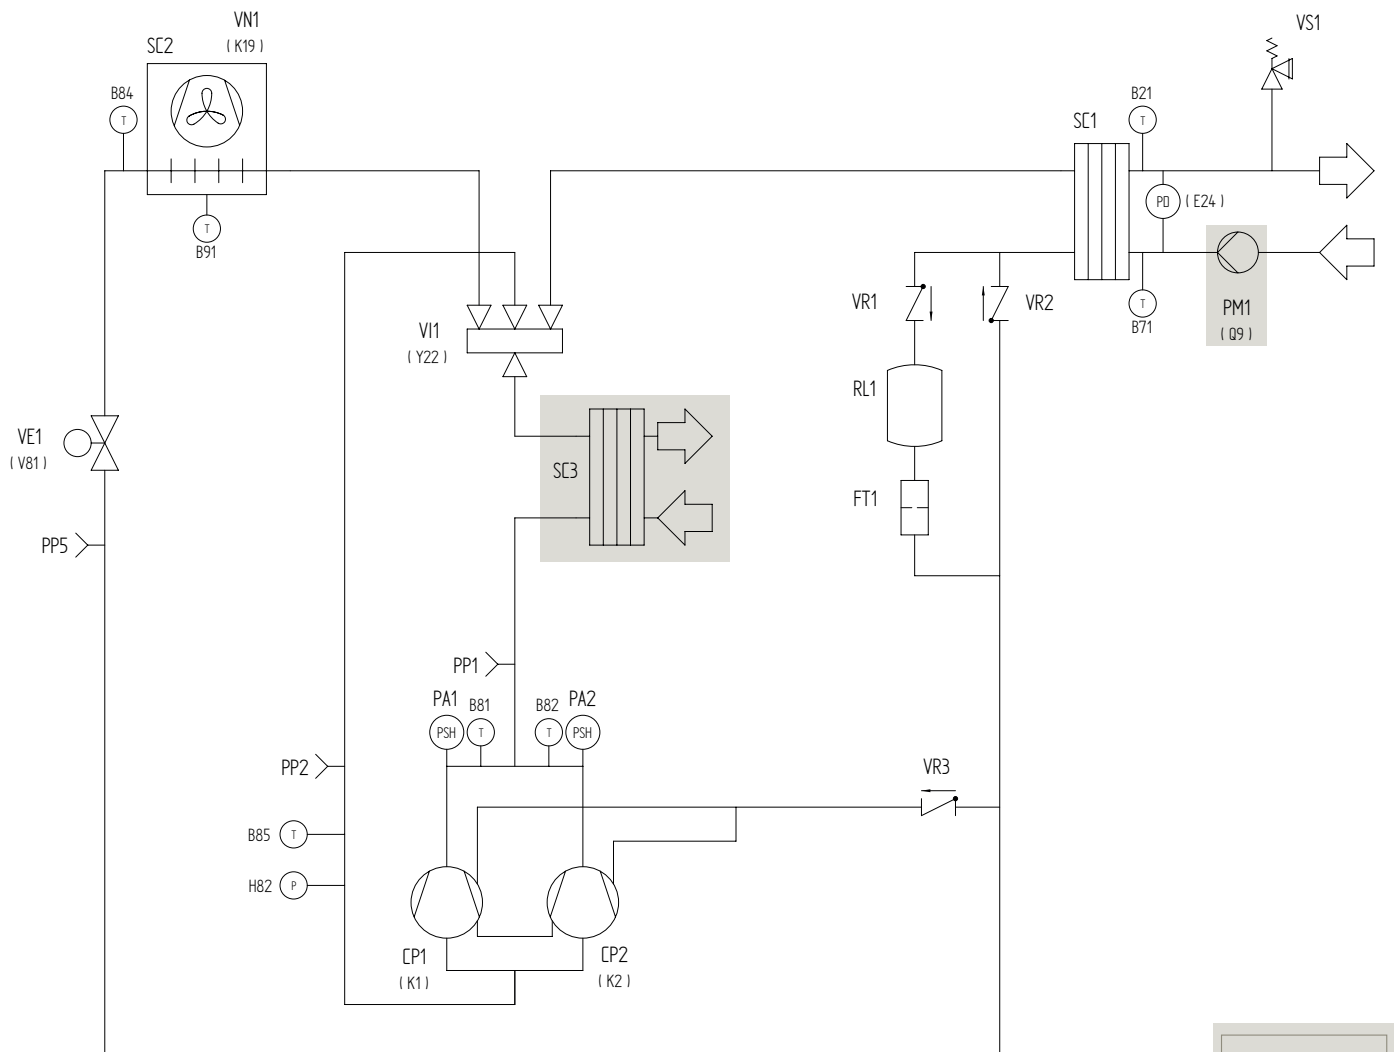 VN1
VS1
SC2
( K19 )
B84
B21
SC1
T
T
PD
( E24 )
T
B91
VR1
VR2
T
PM1
B71
( Q9 )
VI1
( Y22 )
RL1
VE1
( V81 )
SC3
FT1
PP5
PP1
PA1
B81
B82
PA2
PSH
T
T
PSH
PP2
VR3
B85
T
H82
P
CP1
CP2
( K1 )
( K2 )